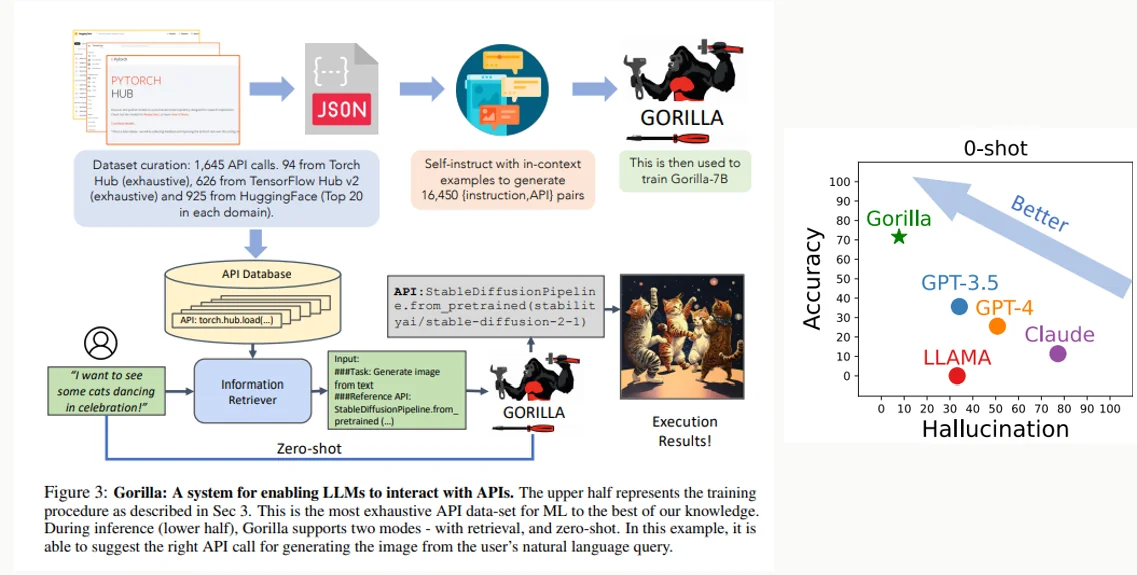 PYTORCH
HUB
{--}
JSON
GORILLA
Dataset curation: 1,645 API calls. 94 from Torch
Hub (exhaustive), 626 from TensorFlow Hub v2
(exhaustive) and 925 from HuggingFace (Top 20
in each domain).
Self-instruct with in-context
examples to generate
16,450 {instruction,API} pairs
This is then used to
train Gorilla-7B
API Database
API: torch.hub.load(...)
“I want to see
some cats dancing
in celebration!”
Information
Retriever
Input:
###Task: Generate image
from text
###Reference API:
StableDiffusionPipeline.from_
pretrained (...)
API:StableDiffusionPipelin
e.from_pretrained(stabilit
yai/stable-diffusion-2-1)
GORILLA
Execution
Results!
Zero-shot
Figure 3: Gorilla: A system for enabling LLMs to interact with APIs. The upper half represents the training
procedure as described in Sec 3. This is the most exhaustive API data-set for ML to the best of our knowledge.
During inference (lower half), Gorilla supports two modes - with retrieval, and zero-shot. In this example, it is
able to suggest the right API call for generating the image from the user’s natural language query.
0-shot
Better
Accuracy
100
90
80
70
60
50
40
30
20
10
0
Gorilla
GPT-3.5
GPT-4
Claude
LLAMA
0 10 20 30 40 50 60 70 80 90 100
Hallucination